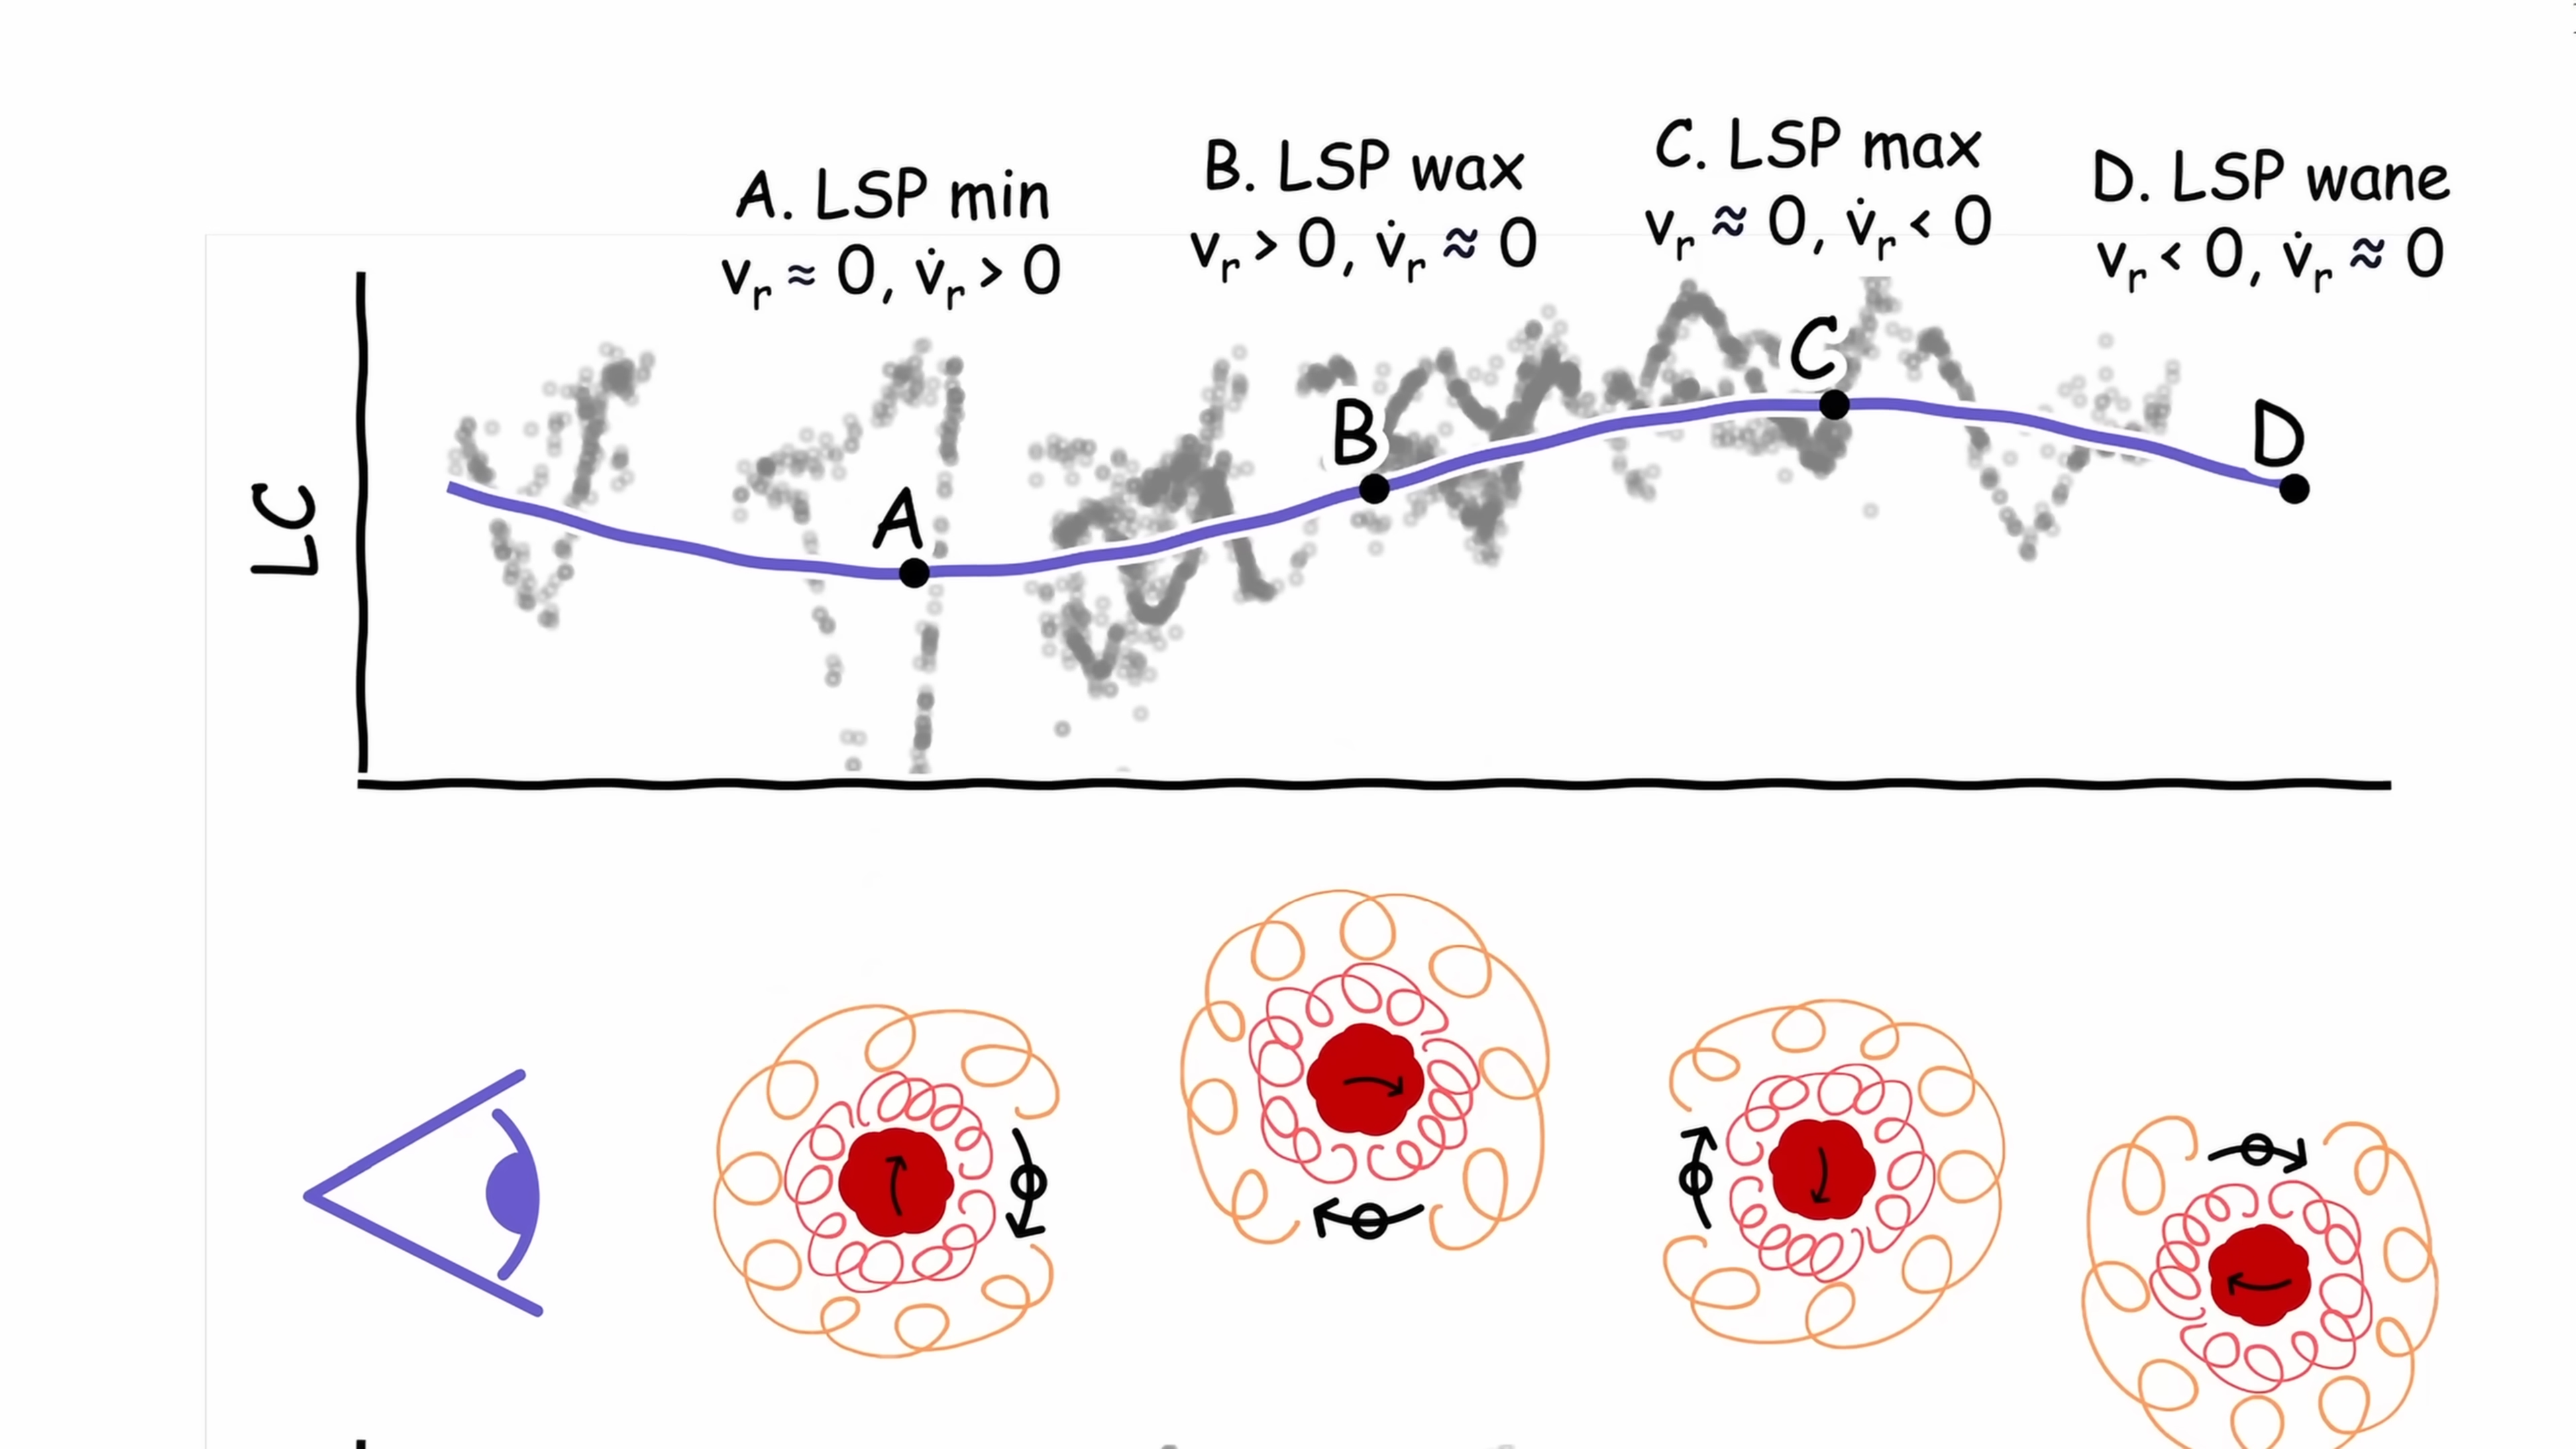 A. LSP min
vᵣ ≈ 0, v̇ᵣ > 0
B. LSP wax
vᵣ > 0, v̇ᵣ ≈ 0
C. LSP max
vᵣ ≈ 0, v̇ᵣ < 0
D. LSP wane
vᵣ < 0, v̇ᵣ ≈ 0
LC
A
B
C
D